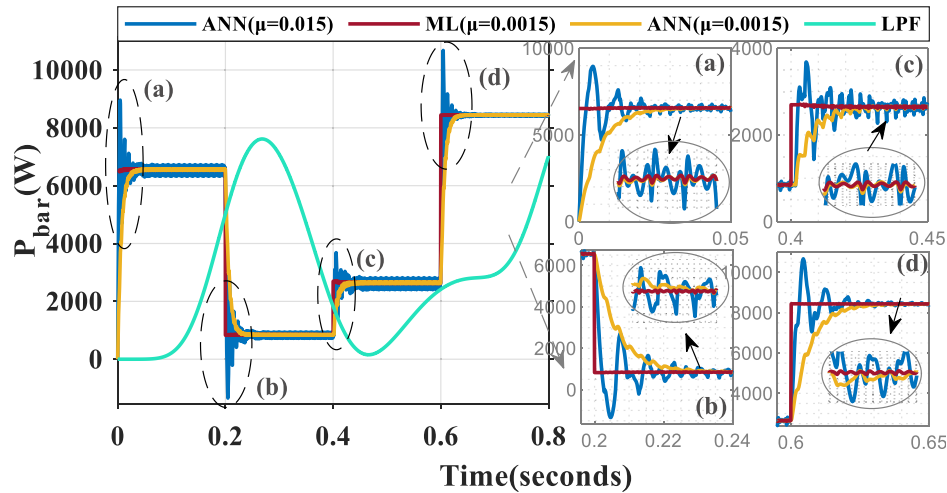 ANN(μ=0.015) ML(μ=0.0015) ANN(μ=0.0015) LPF
P_bar(W)
10000
8000
6000
4000
2000
0
0 0.2 0.4 0.6 0.8
Time(seconds)
(a)
(b)
(c)
(d)
10000
5000
0
0 0.05
(a)
4000
2000
0
0.4 0.45
(c)
6000
4000
2000
0
0.2 0.22 0.24
(b)
10000
8000
6000
4000
0.6 0.65
(d)